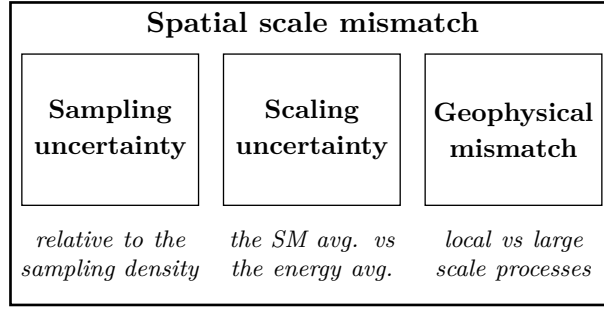 Spatial scale mismatch
Sampling
uncertainty
Scaling
uncertainty
Geophysical
mismatch
relative to the
sampling density
the SM avg. vs
the energy avg.
local vs large
scale processes